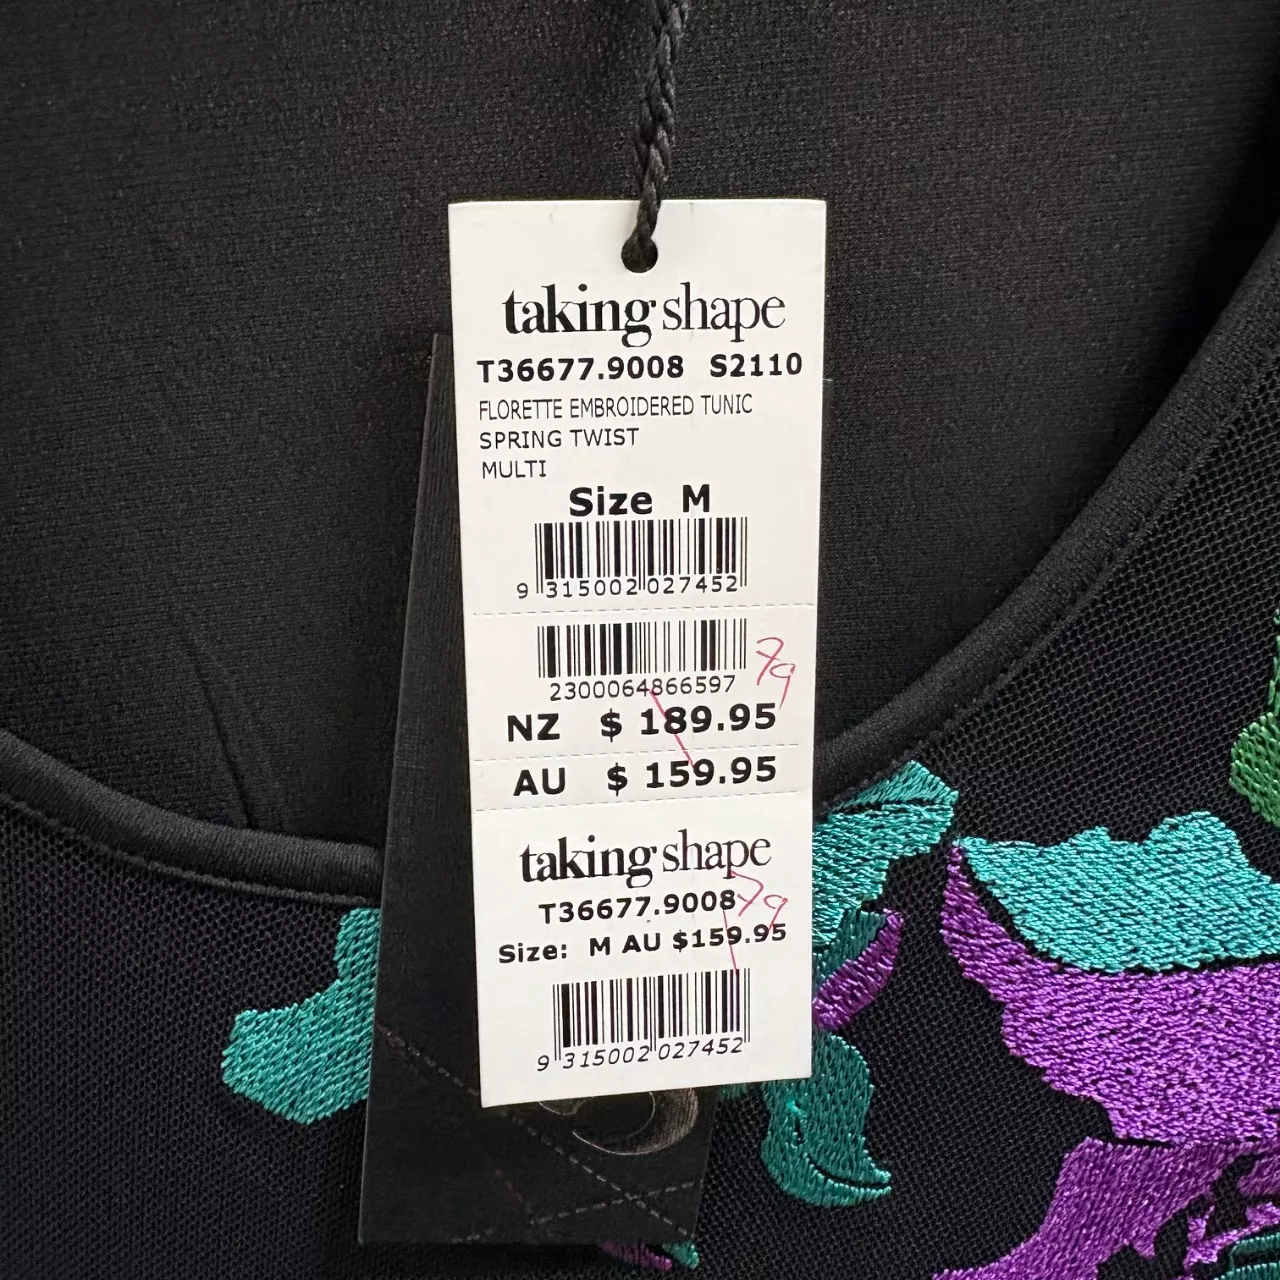 taking shape
T36677.9008 S2110
FLORETTE EMBROIDERED TUNIC
SPRING TWIST
MULTI
Size M
9 315002 027452
2300064866597
79
NZ $ 189.95
AU $ 159.95
taking shape
T36677.9008
79
Size: M AU $159.95
9 315002 027452